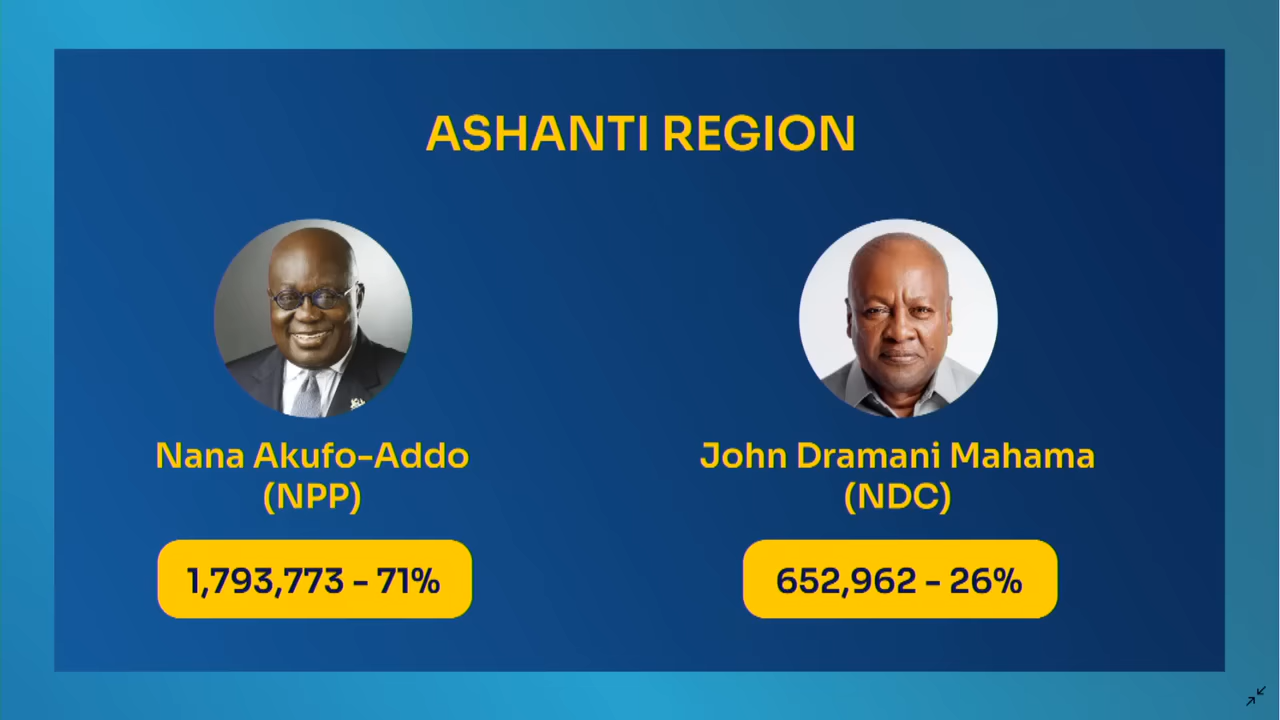 ASHANTI REGION
Nana Akufo-Addo
(NPP)
1,793,773 - 71%
John Dramani Mahama
(NDC)
652,962 - 26%